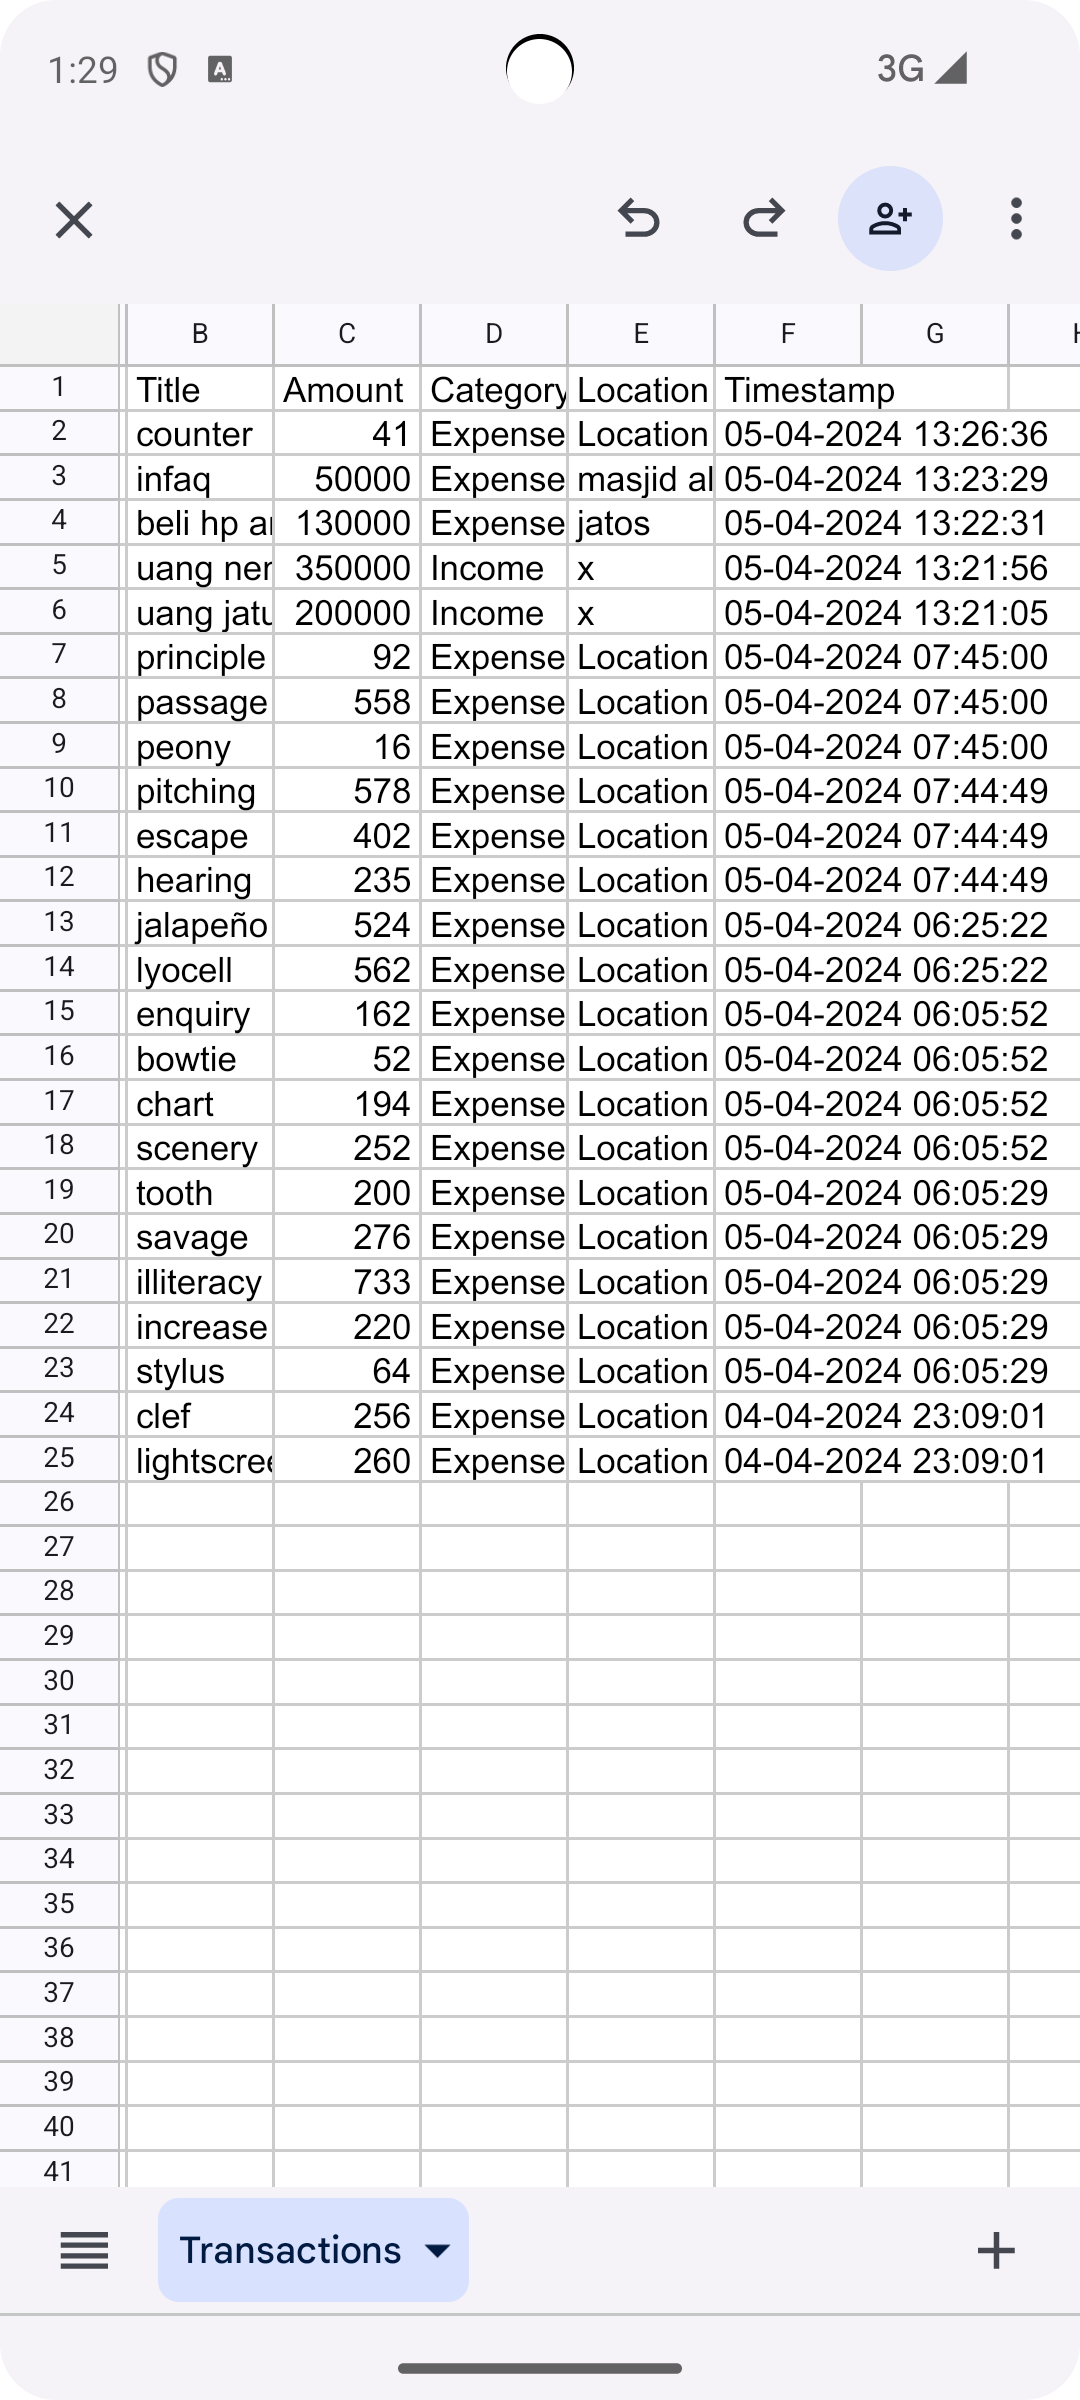 1:29 A 3G
B C D E F G H
1 Title Amount Category Location Timestamp
2 counter 41 Expense Location 05-04-2024 13:26:36
3 infaq 50000 Expense masjid al 05-04-2024 13:23:29
4 beli hp 130000 Expense jatos 05-04-2024 13:22:31
5 uang 350000 Income x 05-04-2024 13:21:56
6 uang jatu 200000 Income x 05-04-2024 13:21:05
7 principle 92 Expense Location 05-04-2024 07:45:00
8 passage 558 Expense Location 05-04-2024 07:45:00
9 peony 16 Expense Location 05-04-2024 07:45:00
10 pitching 578 Expense Location 05-04-2024 07:44:49
11 escape 402 Expense Location 05-04-2024 07:44:49
12 hearing 235 Expense Location 05-04-2024 07:44:49
13 jalapeño 524 Expense Location 05-04-2024 06:25:22
14 lyocell 562 Expense Location 05-04-2024 06:25:22
15 enquiry 162 Expense Location 05-04-2024 06:05:52
16 bowtie 52 Expense Location 05-04-2024 06:05:52
17 chart 194 Expense Location 05-04-2024 06:05:52
18 scenery 252 Expense Location 05-04-2024 06:05:52
19 tooth 200 Expense Location 05-04-2024 06:05:29
20 savage 276 Expense Location 05-04-2024 06:05:29
21 illiteracy 733 Expense Location 05-04-2024 06:05:29
22 increase 220 Expense Location 05-04-2024 06:05:29
23 stylus 64 Expense Location 05-04-2024 06:05:29
24 clef 256 Expense Location 04-04-2024 23:09:01
25 lightscree 260 Expense Location 04-04-2024 23:09:01
26
27
28
29
30
31
32
33
34
35
36
37
38
39
40
41
Transactions